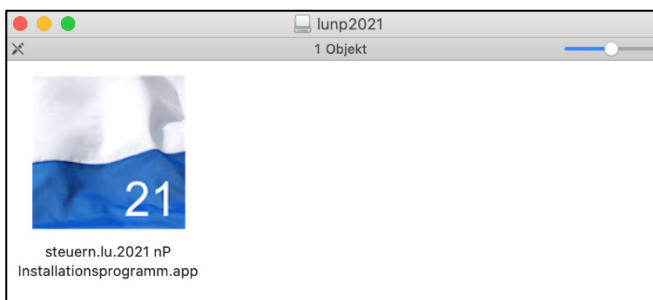 lunp2021
1 Objekt
21
steuern.lu.2021 nP
Installationsprogramm.app